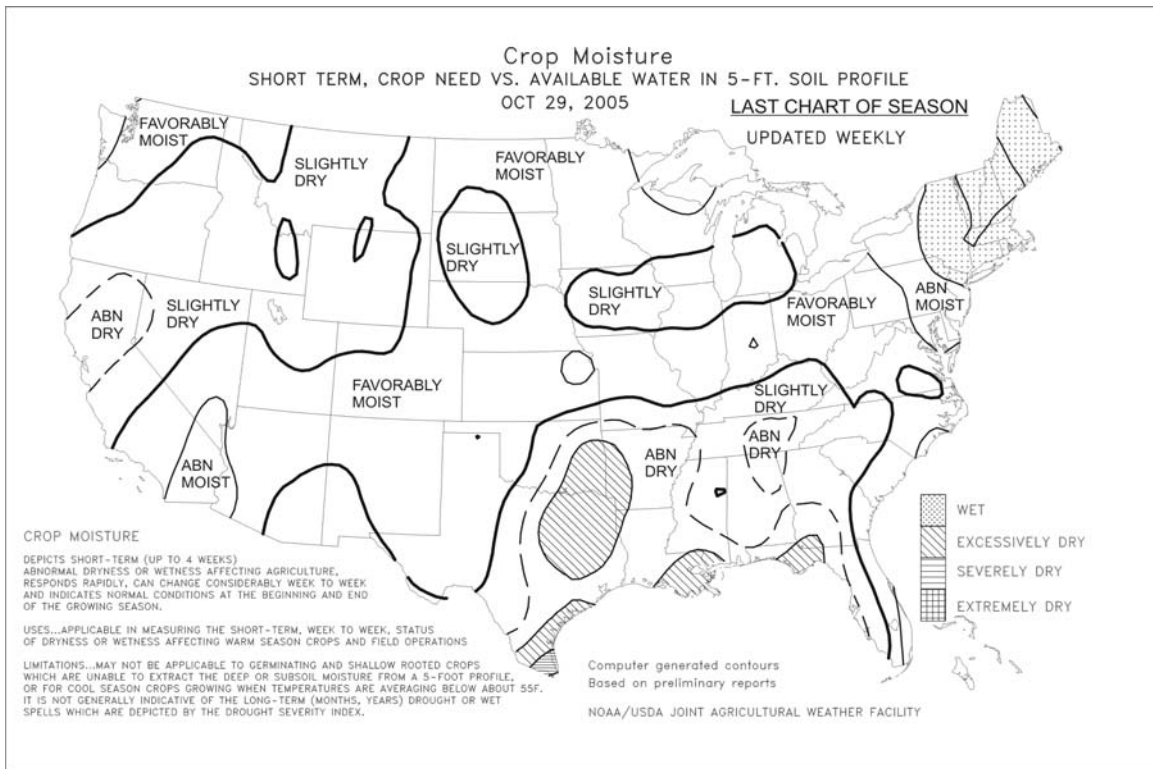 Crop Moisture
SHORT TERM, CROP NEED VS. AVAILABLE WATER IN 5-FT. SOIL PROFILE
OCT 29, 2005
LAST CHART OF SEASON
UPDATED WEEKLY
FAVORABLY
MOIST
SLIGHTLY
DRY
FAVORABLY
MOIST
SLIGHTLY
DRY
SLIGHTLY
DRY
ABN
DRY
SLIGHTLY
DRY
FAVORABLY
MOIST
ABN
MOIST
FAVORABLY
MOIST
SLIGHTLY
DRY
ABN
DRY
ABN
DRY
ABN
MOIST
WET
EXCESSIVELY DRY
SEVERELY DRY
EXTREMELY DRY
CROP MOISTURE
DEPICTS SHORT-TERM (UP TO 4 WEEKS)
ABNORMAL DRYNESS OR WETNESS AFFECTING AGRICULTURE,
RESPONDS RAPIDLY, CAN CHANGE CONSIDERABLY WEEK TO WEEK
AND INDICATES NORMAL CONDITIONS AT THE BEGINNING AND END
OF THE GROWING SEASON.
USES...APPLICABLE IN MEASURING THE SHORT-TERM, WEEK TO WEEK, STATUS
OF DRYNESS OR WETNESS AFFECTING WARM SEASON CROPS AND FIELD OPERATIONS
LIMITATIONS...MAY NOT BE APPLICABLE TO GERMINATING AND SHALLOW ROOTED CROPS
WHICH ARE UNABLE TO EXTRACT THE DEEP OR SUBSOIL MOISTURE FROM A 5-FOOT PROFILE,
OR FOR COOL SEASON CROPS GROWING WHEN TEMPERATURES ARE AVERAGING BELOW ABOUT 55F.
IT IS NOT GENERALLY INDICATIVE OF THE LONG-TERM (MONTHS, YEARS) DROUGHT OR WET
SPELLS WHICH ARE DEPICTED BY THE DROUGHT SEVERITY INDEX.
Computer generated contours
Based on preliminary reports
NOAA/USDA JOINT AGRICULTURAL WEATHER FACILITY